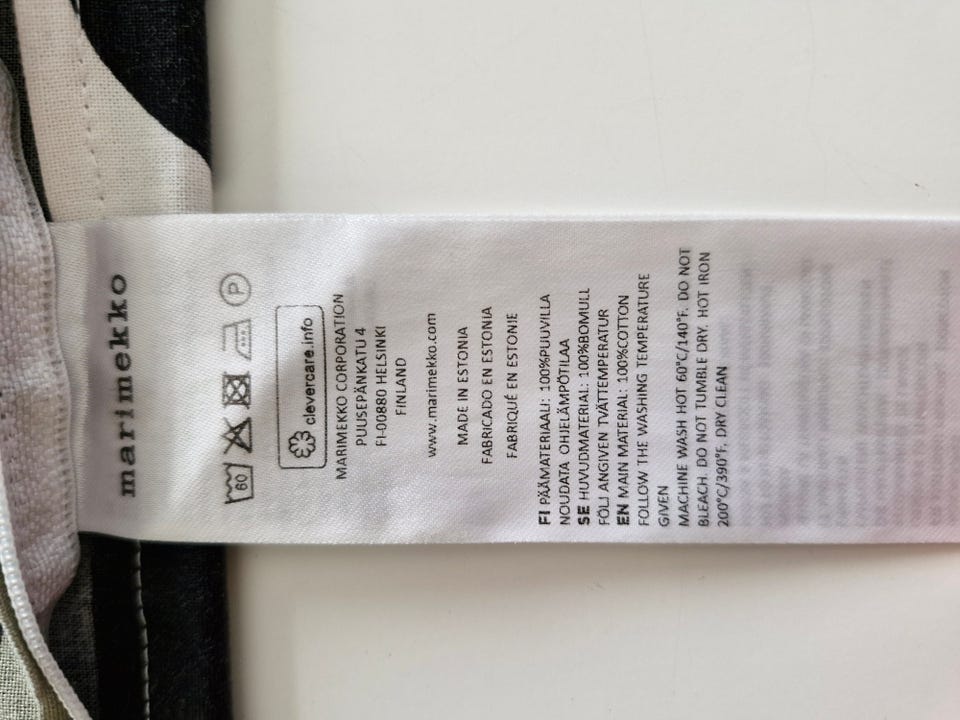 marimekko
60 P
clevercare.info
MARIMEKKO CORPORATION
PUUSEPÄNKATU 4
FI-00880 HELSINKI
FINLAND
www.marimekko.com
MADE IN ESTONIA
FABRICADO EN ESTONIA
FABRIQUÉ EN ESTONIE
FI PÄÄMATERIAALI: 100%PUUVILLA
NOUDATA OHJELÄMPÖTILAA
SE HUVUDMATERIAL: 100%BOMULL
FÖLJ ANGIVEN TVÄTTEMPERATUR
EN MAIN MATERIAL: 100%COTTON
FOLLOW THE WASHING TEMPERATURE
GIVEN
MACHINE WASH HOT 60°C/140°F. DO NOT
BLEACH. DO NOT TUMBLE DRY. HOT IRON
200°C/390°F. DRY CLEAN